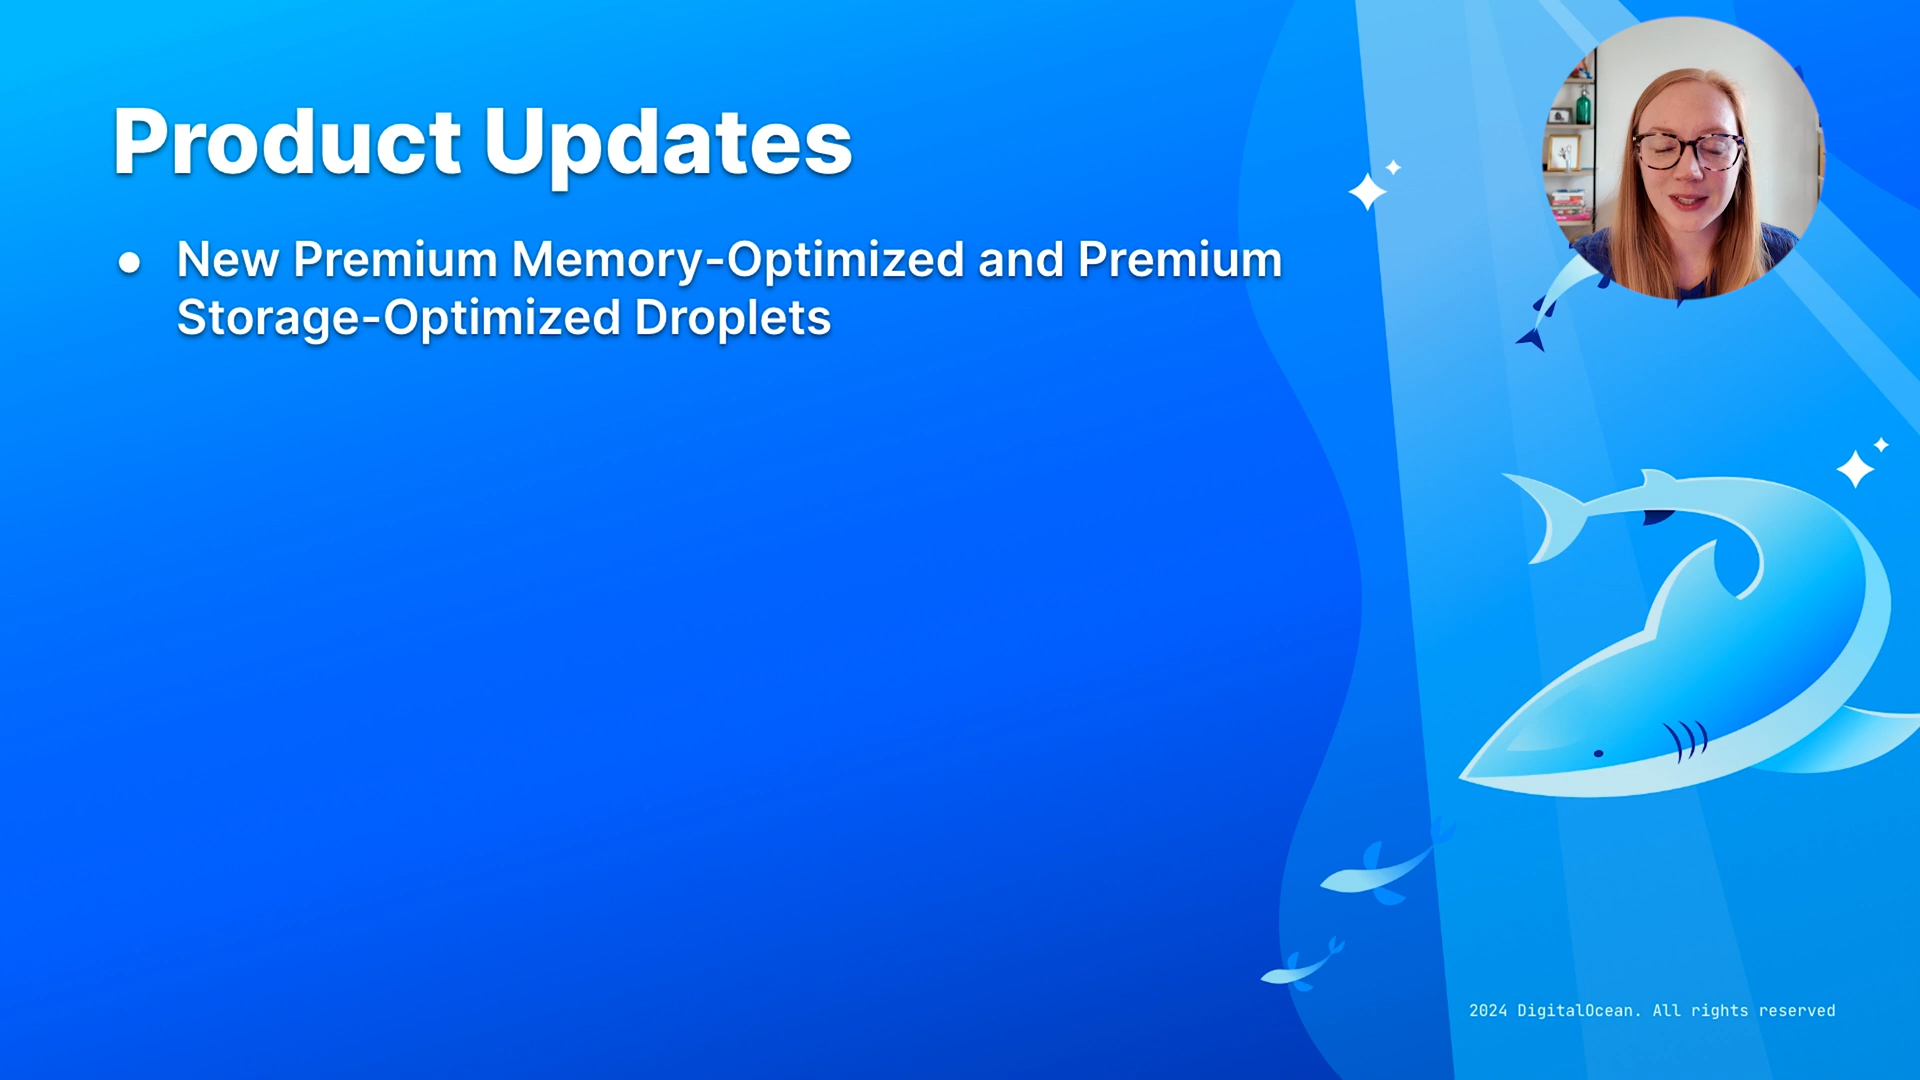 Product Updates
● New Premium Memory-Optimized and Premium
Storage-Optimized Droplets
2024 DigitalOcean. All rights reserved